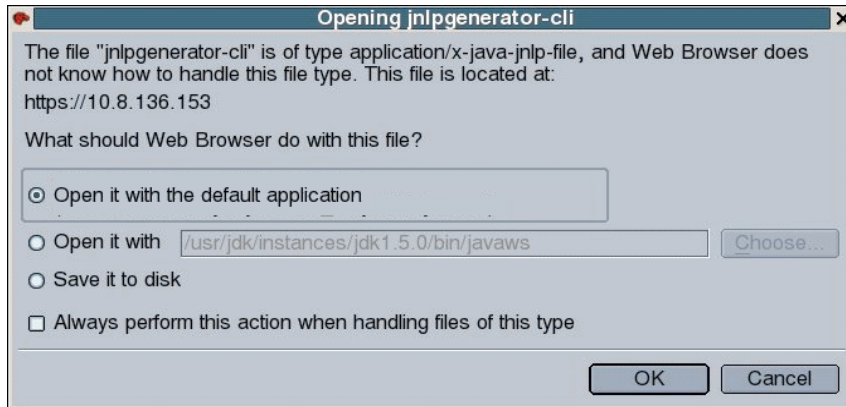 Opening jnlpgenerator-cli
The file "jnlpgenerator-cli" is of type application/x-java-jnlp-file, and Web Browser does
not know how to handle this file type. This file is located at:
https://10.8.136.153
What should Web Browser do with this file?
Open it with the default application
Open it with /usr/jdk/instances/jdk1.5.0/bin/javaws Choose...
Save it to disk
Always perform this action when handling files of this type
OK Cancel